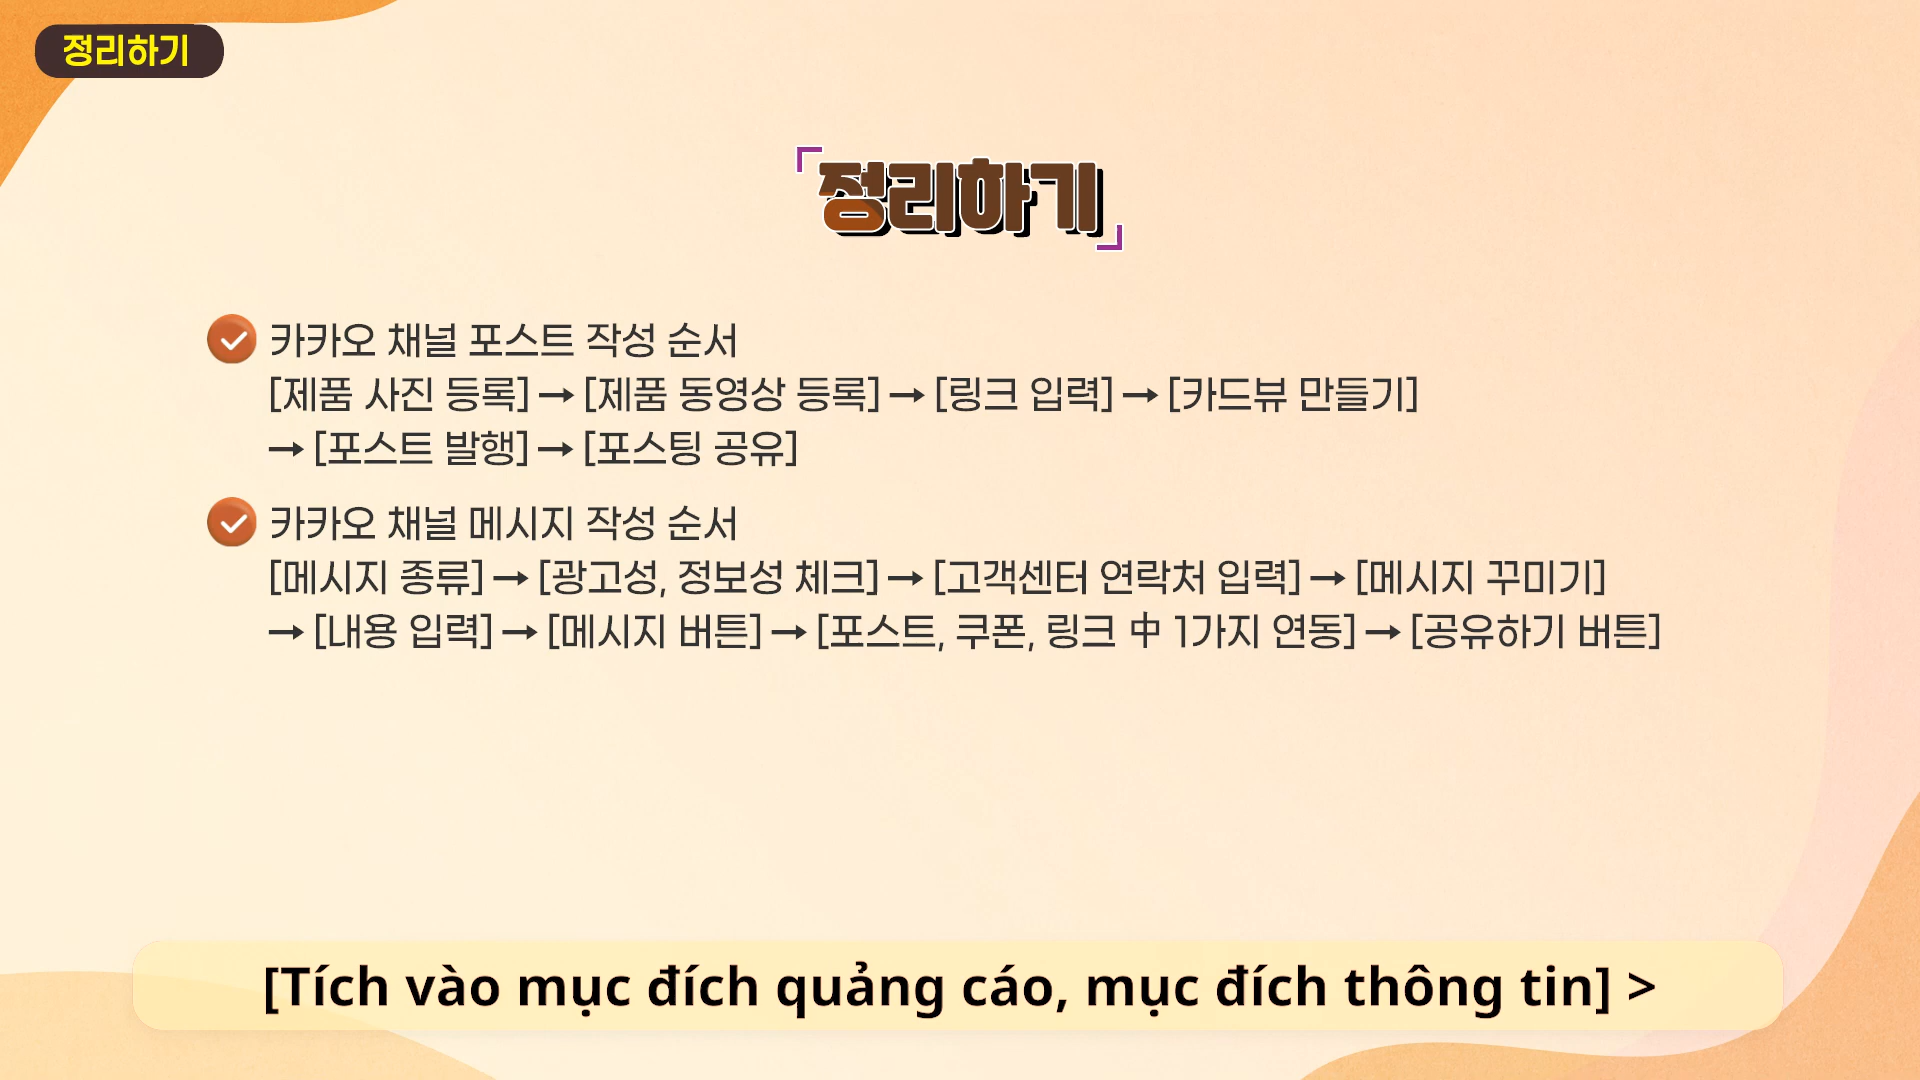 정리하기
정리하기
카카오 채널 포스트 작성 순서
[제품 사진 등록] → [제품 동영상 등록] → [링크 입력] → [카드뷰 만들기]
→ [포스트 발행] → [포스팅 공유]
카카오 채널 메시지 작성 순서
[메시지 종류] → [광고성, 정보성 체크] → [고객센터 연락처 입력] → [메시지 꾸미기]
→ [내용 입력] → [메시지 버튼] → [포스트, 쿠폰, 링크 中 1가지 연동] → [공유하기 버튼]
[Tích vào mục đích quảng cáo, mục đích thông tin] >